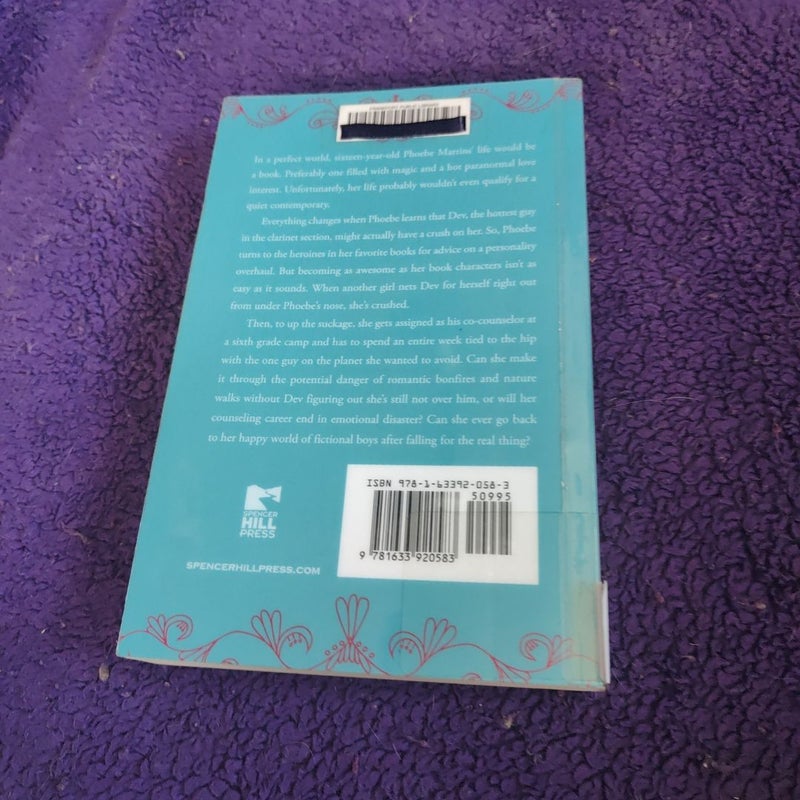 PUBLIC LIBRARY
In a perfect world, sixteen-year-old Phoebe Martins' life would be
a book. Preferably one filled with magic and a hot paranormal love
interest. Unfortunately, her life probably wouldn't even qualify for a
quiet contemporary.
Everything changes when Phoebe learns that Dev, the hottest guy
in the clarinet section, might actually have a crush on her. So, Phoebe
turns to the heroines in her favorite books for advice on a personality
overhaul. But becoming as awesome as her book characters isn't as
easy as it sounds. When another girl nets Dev for herself right out
from under Phoebe's nose, she's crushed.
Then, to up the suckage, she gets assigned as his co-counselor at
a sixth grade camp and has to spend an entire week tied to the hip
with the one guy on the planet she wanted to avoid. Can she make
it through the potential danger of romantic bonfires and nature
walks without Dev figuring out she's still not over him, or will her
counseling career end in emotional disaster? Can she ever go back
to her happy world of fictional boys after falling for the real thing?
SPENCER
HILL
PRESS
SPENCERHILLPRESS.COM
ISBN 978-1-63392-058-3
50995
9 781633 920583